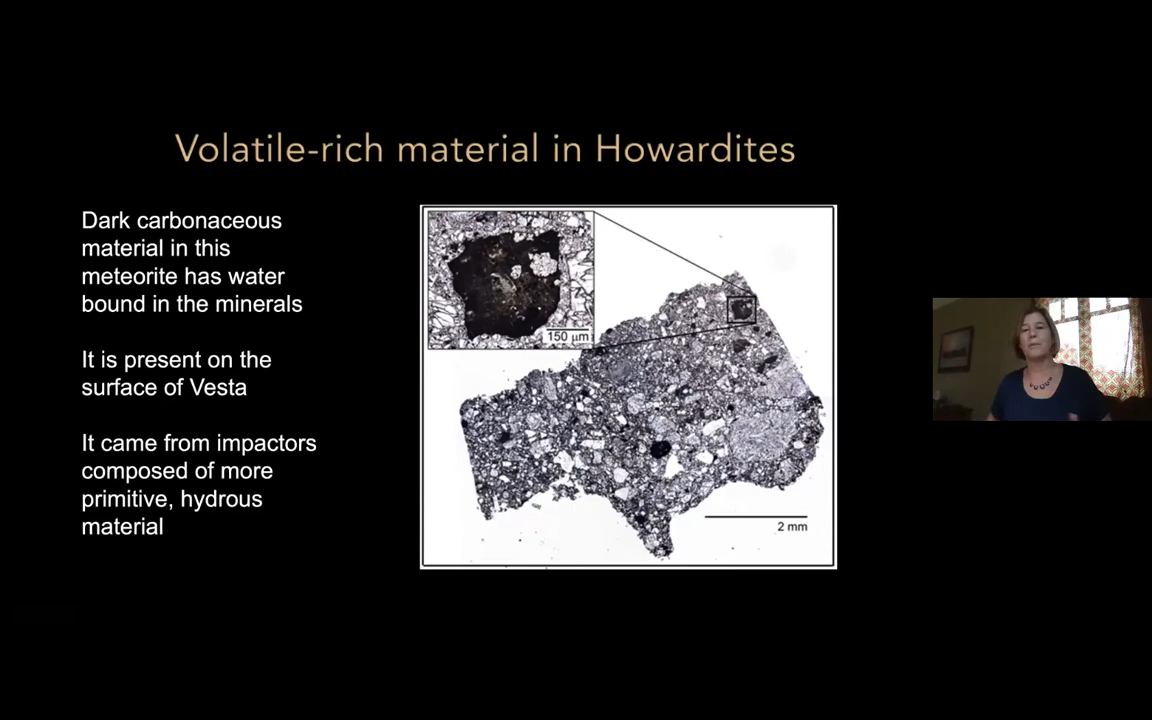 Volatile-rich material in Howardites
Dark carbonaceous
material in this
meteorite has water
bound in the minerals
It is present on the
surface of Vesta
It came from impactors
composed of more
primitive, hydrous
material
150 µm
2 mm